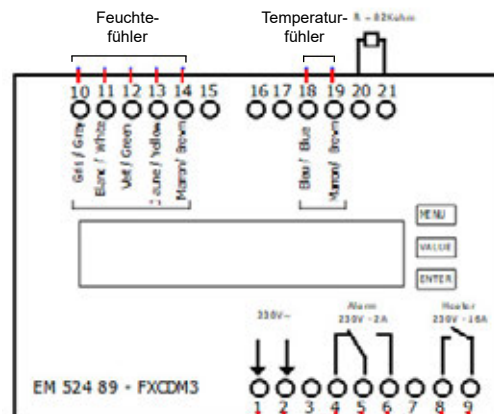 Feuchte-
fühler
Temperatur-
fühler
R - 82Kohm
10 11 12 13 14 15 16 17 18 19 20 21
Gris / Gray
Blanc / White
Vert / Green
Jaune / Yellow
Marron / Brown
Bleu / Blue
Marron / Brown
MENU
VALUE
ENTER
230V~
Alarm
230V - 2A
Heater
230V - 16A
EM 524 89 - FXCDM3
1 2 3 4 5 6 7 8 9